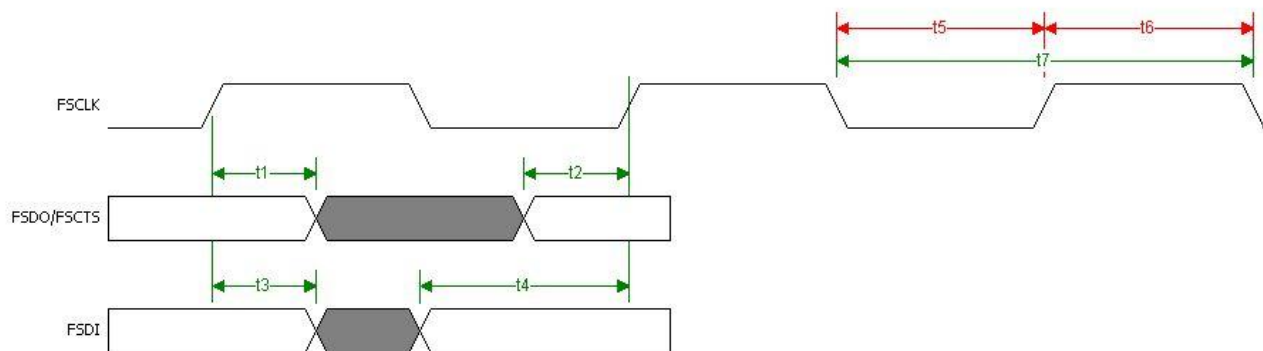 t5
t6
t7
FSCLK
t1
t2
FSDO/FSCTS
t3
t4
FSDI